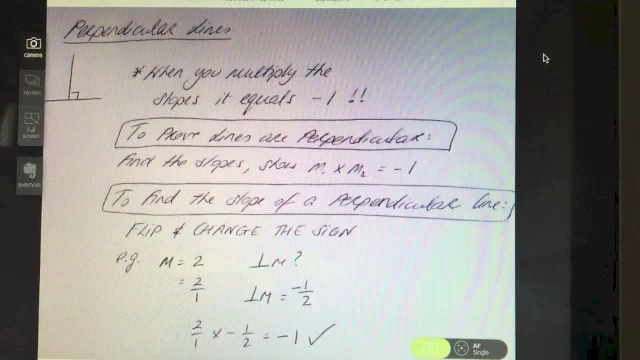 Perpendicular Lines
camera
* When you multiply the
slopes it equals -1 !!
review
full screen
To Prove Lines are Perpendicular:
Find the slopes, show M₁ x M₂ = -1
evernote
To Find the slope of a Perpendicular line:
FLIP & CHANGE THE SIGN
e.g. M = 2 ⊥M?
= 2/1 ⊥M = -1/2
2/1 x -1/2 = -1 ✓
AF
Single